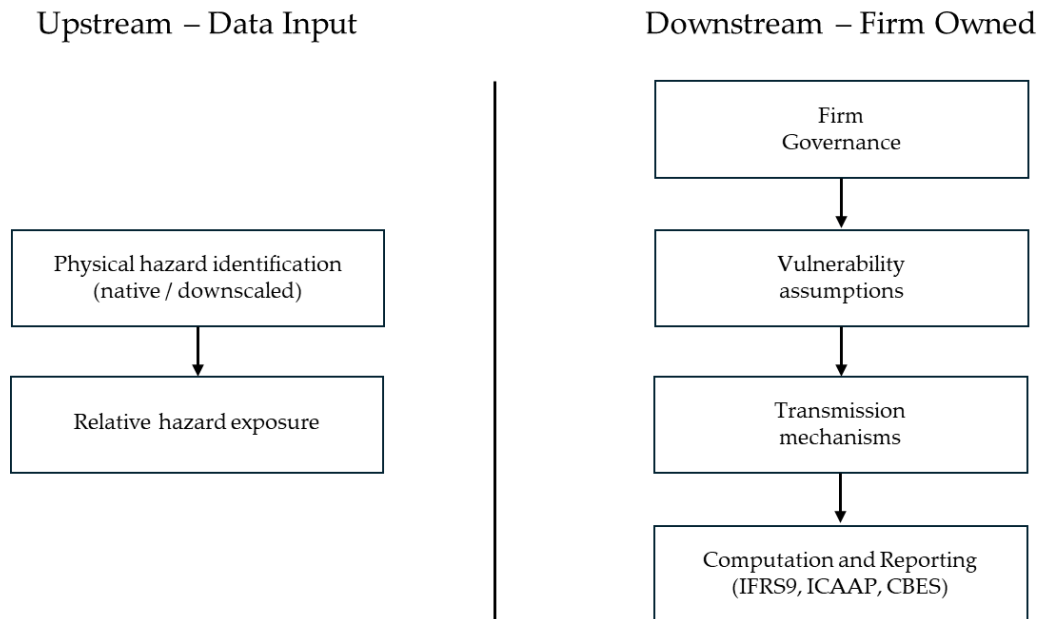 Upstream – Data Input
Physical hazard identification
(native / downscaled)
Relative hazard exposure
Downstream – Firm Owned
Firm
Governance
Vulnerability
assumptions
Transmission
mechanisms
Computation and Reporting
(IFRS9, ICAAP, CBES)